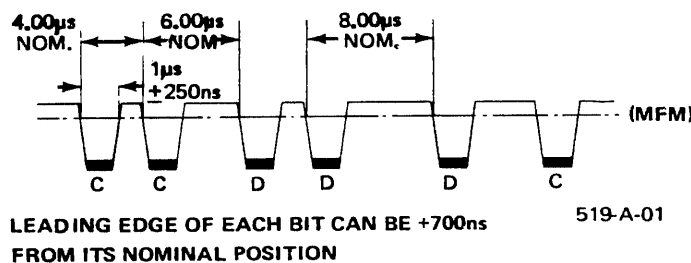 4.00µs 6.00µs 8.00µs
NOM. NOM NOM.
1µs
+250ns
(MFM)
C C D D D C
519-A-01
LEADING EDGE OF EACH BIT CAN BE +700ns
FROM ITS NOMINAL POSITION